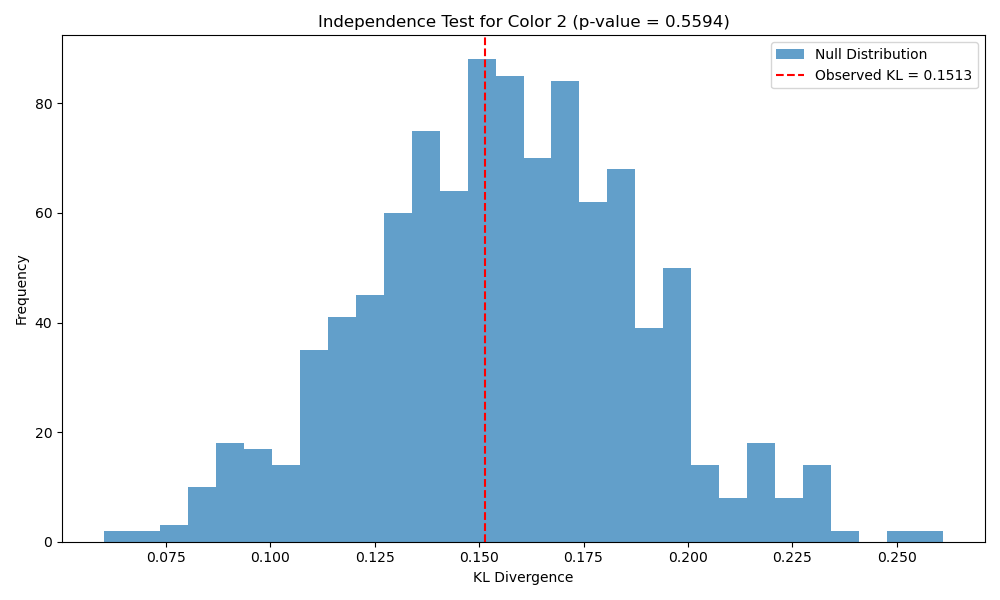 Independence Test for Color 2 (p-value = 0.5594)
Null Distribution
Observed KL = 0.1513
Frequency
80
60
40
20
0
0.075 0.100 0.125 0.150 0.175 0.200 0.225 0.250
KL Divergence